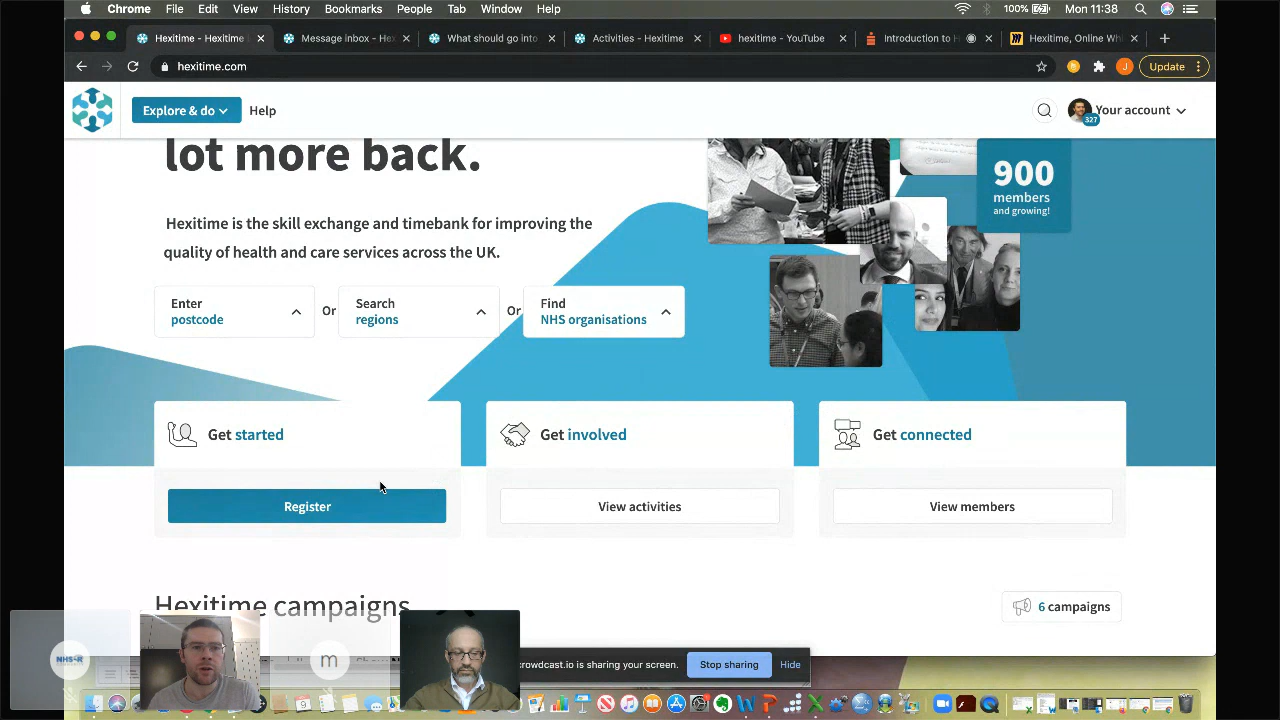 Chrome File Edit View History Bookmarks People Tab Window Help
100% Mon 11:38
Hexitime - Hexitime
Message inbox - Hex
What should go into
Activities - Hexitime
hexitime - YouTube
Introduction to H
Hexitime, Online Whi
hexitime.com
J
Update
Explore & do
Help
327
Your account
lot more back.
900
members
and growing!
Hexitime is the skill exchange and timebank for improving the
quality of health and care services across the UK.
Enter
postcode
Or
Search
regions
Or
Find
NHS organisations
Get started
Get involved
Get connected
Register
View activities
View members
Hexitime campaigns
6 campaigns
NHS-R
m
crowdcast.io is sharing your screen.
Stop sharing
Hide